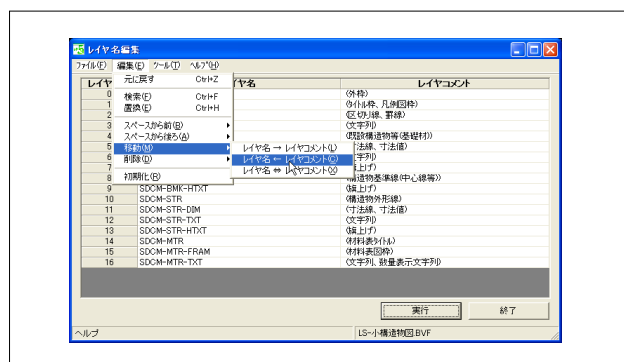 レイヤ名編集
ファイル(F) 編集(E) ツール(T) ヘルプ(H)
レイヤ イヤ名 レイヤコメント
元に戻す Ctrl+Z
検索(F) Ctrl+F
置換(E) Ctrl+H
スペースから前(B)
スペースから後ろ(A)
移動(M)
削除(D)
初期化(R)
レイヤ名 → レイヤコメント(L)
レイヤ名 ← レイヤコメント(C)
レイヤ名 ⇔ レイヤコメント(X)
0 (外枠)
1 (タイトル枠、凡例図枠)
2 (区切り線、罫線)
3 (文字列)
4 (既設構造物等(基礎材))
5 寸法線、寸法値)
6 字列)
7 上げ)
8 構造物基準線(中心線等))
9 SDCM-BMK-HTXT (旗上げ)
10 SDCM-STR (構造物外形線)
11 SDCM-STR-DIM (寸法線、寸法値)
12 SDCM-STR-TXT (文字列)
13 SDCM-STR-HTXT (旗上げ)
14 SDCM-MTR (材料表タイトル)
15 SDCM-MTR-FRAM (材料表図枠)
16 SDCM-MTR-TXT (文字列、数量表示文字列)
実行 終了
ヘルプ LS-小構造物図.BVF